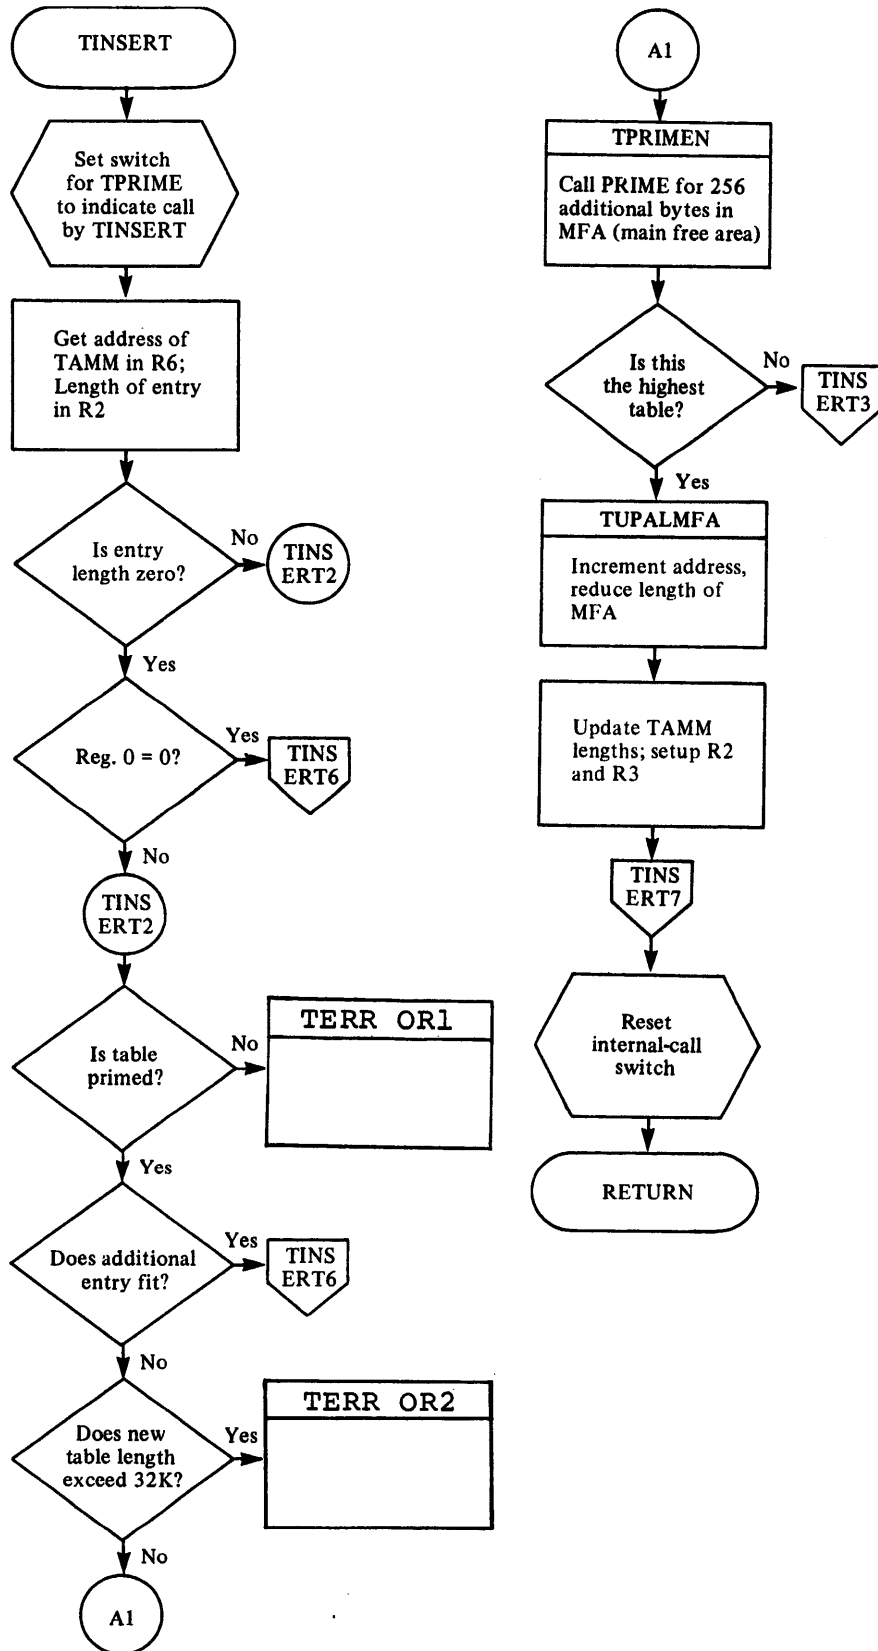 TINSERT
Set switch
for TPRIME
to indicate call
by TINSERT
Get address of
TAMM in R6;
Length of entry
in R2
Is entry
length zero?
No
TINS
ERT2
Yes
Reg. 0 = 0?
Yes
TINS
ERT6
No
TINS
ERT2
Is table
primed?
No
TERR OR1
Yes
Does additional
entry fit?
Yes
TINS
ERT6
No
Does new
table length
exceed 32K?
Yes
TERR OR2
No
A1
A1
TPRIMEN
Call PRIME for 256
additional bytes in
MFA (main free area)
Is this
the highest
table?
No
TINS
ERT3
Yes
TUPALMFA
Increment address,
reduce length of
MFA
Update TAMM
lengths; setup R2
and R3
TINS
ERT7
Reset
internal-call
switch
RETURN